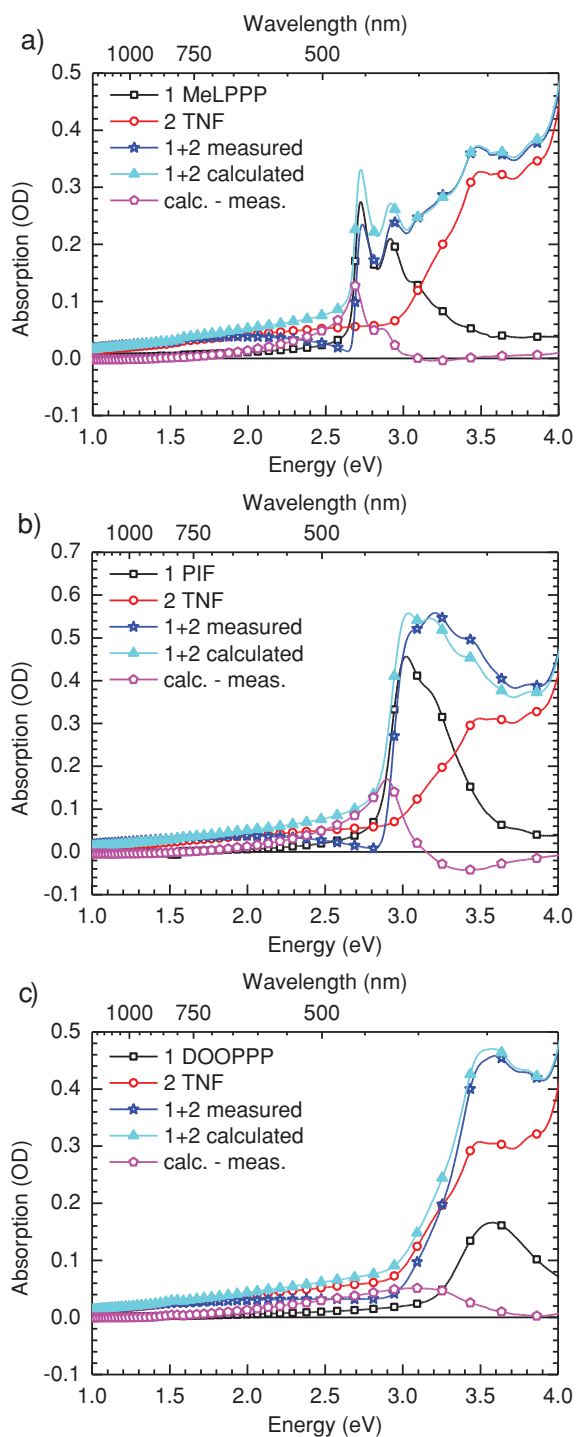 a)
Wavelength (nm)
1000 750 500
0.5
0.4
0.3
0.2
0.1
0.0
-0.1
Absorption (OD)
1 MeLPPP
2 TNF
1+2 measured
1+2 calculated
calc. - meas.
1.0 1.5 2.0 2.5 3.0 3.5 4.0
Energy (eV)
b)
Wavelength (nm)
1000 750 500
0.7
0.6
0.5
0.4
0.3
0.2
0.1
0.0
-0.1
Absorption (OD)
1 PIF
2 TNF
1+2 measured
1+2 calculated
calc. - meas.
1.0 1.5 2.0 2.5 3.0 3.5 4.0
Energy (eV)
c)
Wavelength (nm)
1000 750 500
0.5
0.4
0.3
0.2
0.1
0.0
-0.1
Absorption (OD)
1 DOOPPP
2 TNF
1+2 measured
1+2 calculated
calc. - meas.
1.0 1.5 2.0 2.5 3.0 3.5 4.0
Energy (eV)